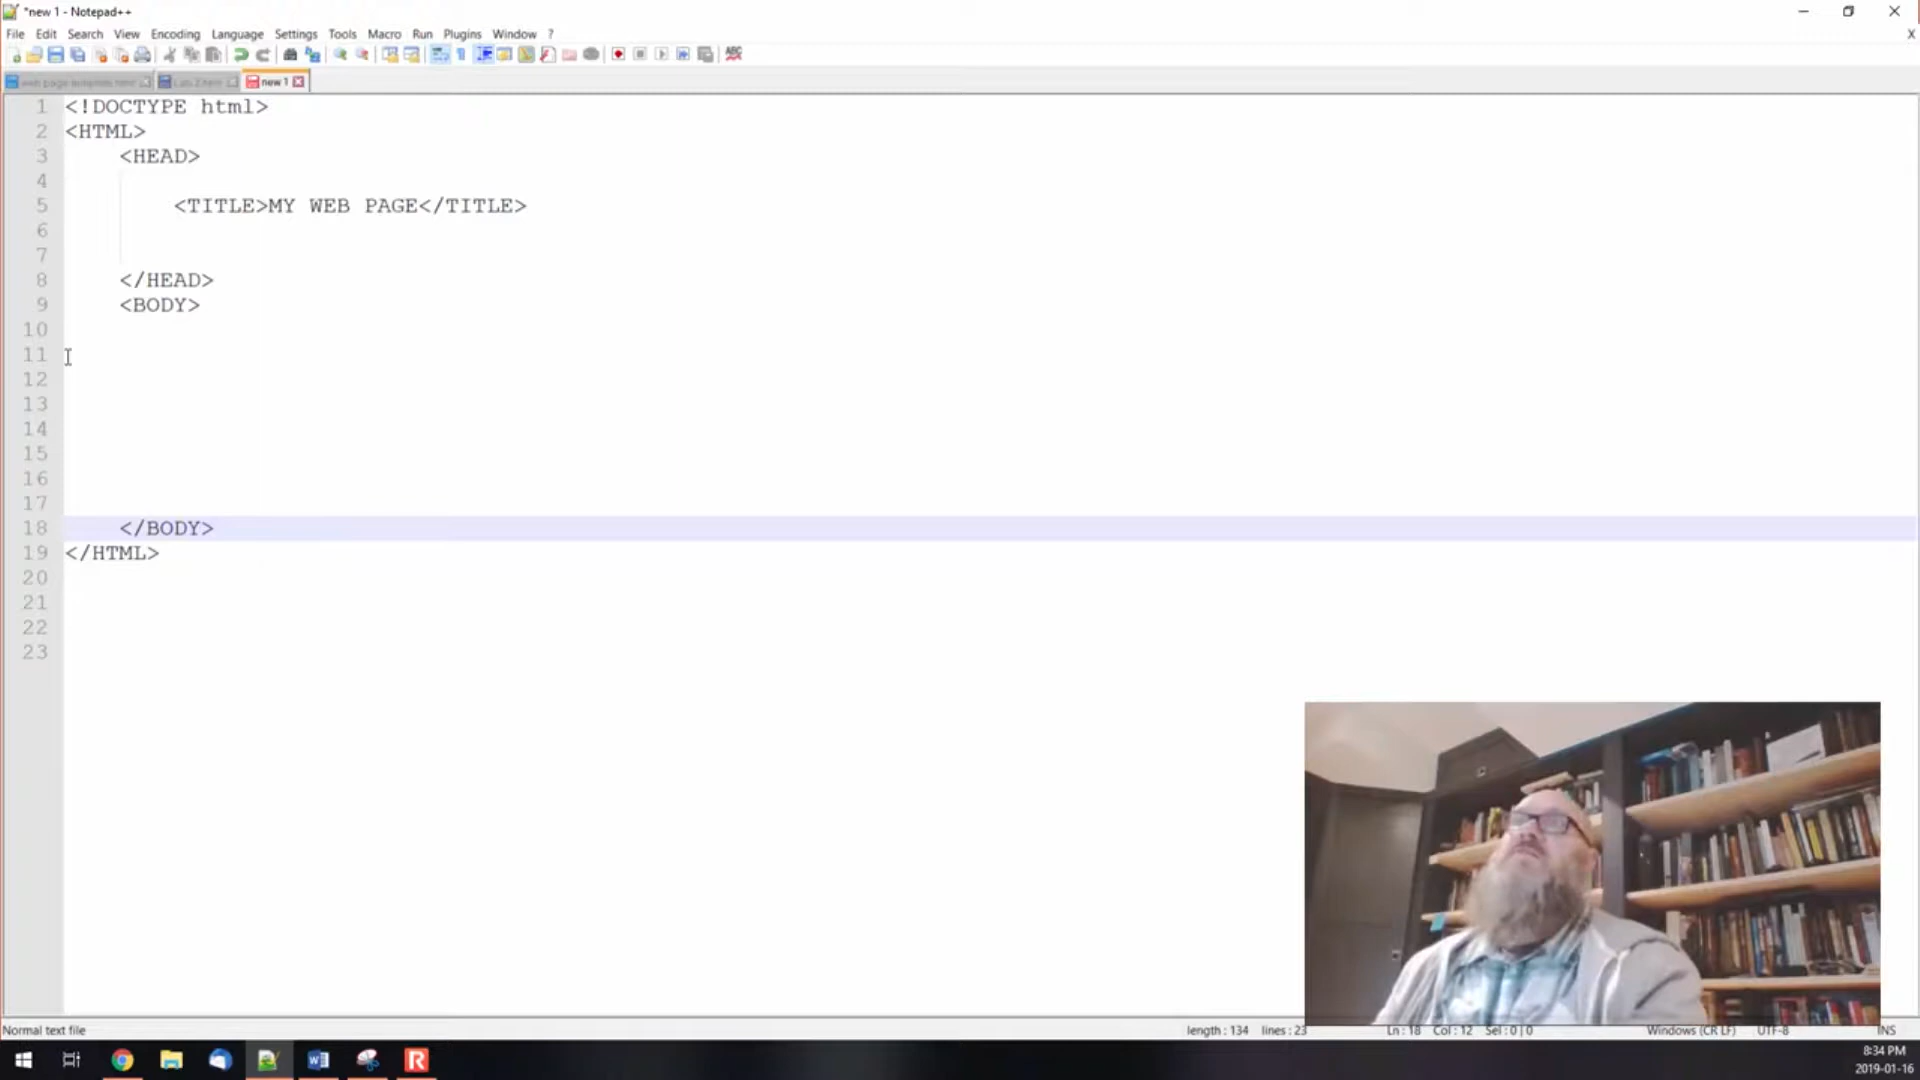 *new 1 - Notepad++
File Edit Search View Encoding Language Settings Tools Macro Run Plugins Window ? X
new 1
1 <!DOCTYPE html>
2 <HTML>
3 <HEAD>
4
5 <TITLE>MY WEB PAGE</TITLE>
6
7
8 </HEAD>
9 <BODY>
10
11
12
13
14
15
16
17
18 </BODY>
19 </HTML>
20
21
22
23
Normal text file length : 134 lines : 23 Ln : 18 Col : 12 Sel : 0 | 0 Windows (CR LF) UTF-8 INS
8:34 PM
2019-01-16